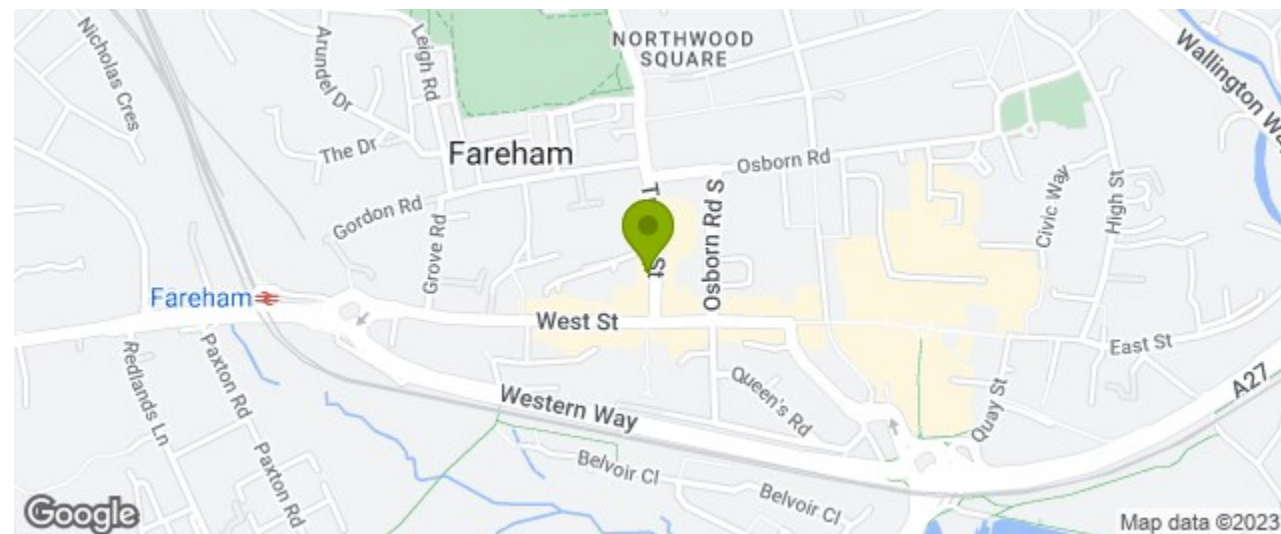 Nicholas Cres
Arundel Dr
Leigh Rd
NORTHWOOD
SQUARE
Wallington Wa
The Dr
Fareham
Osborn Rd
Gordon Rd
Grove Rd
Osborn Rd S
Civic Way
High St
Fareham
West St
East St
Redlands Ln
Paxton Rd
Paxton Rd
Western Way
Queen's Rd
Quay St
A27
Belvoir Cl
Belvoir Cl
Google
Map data ©2023